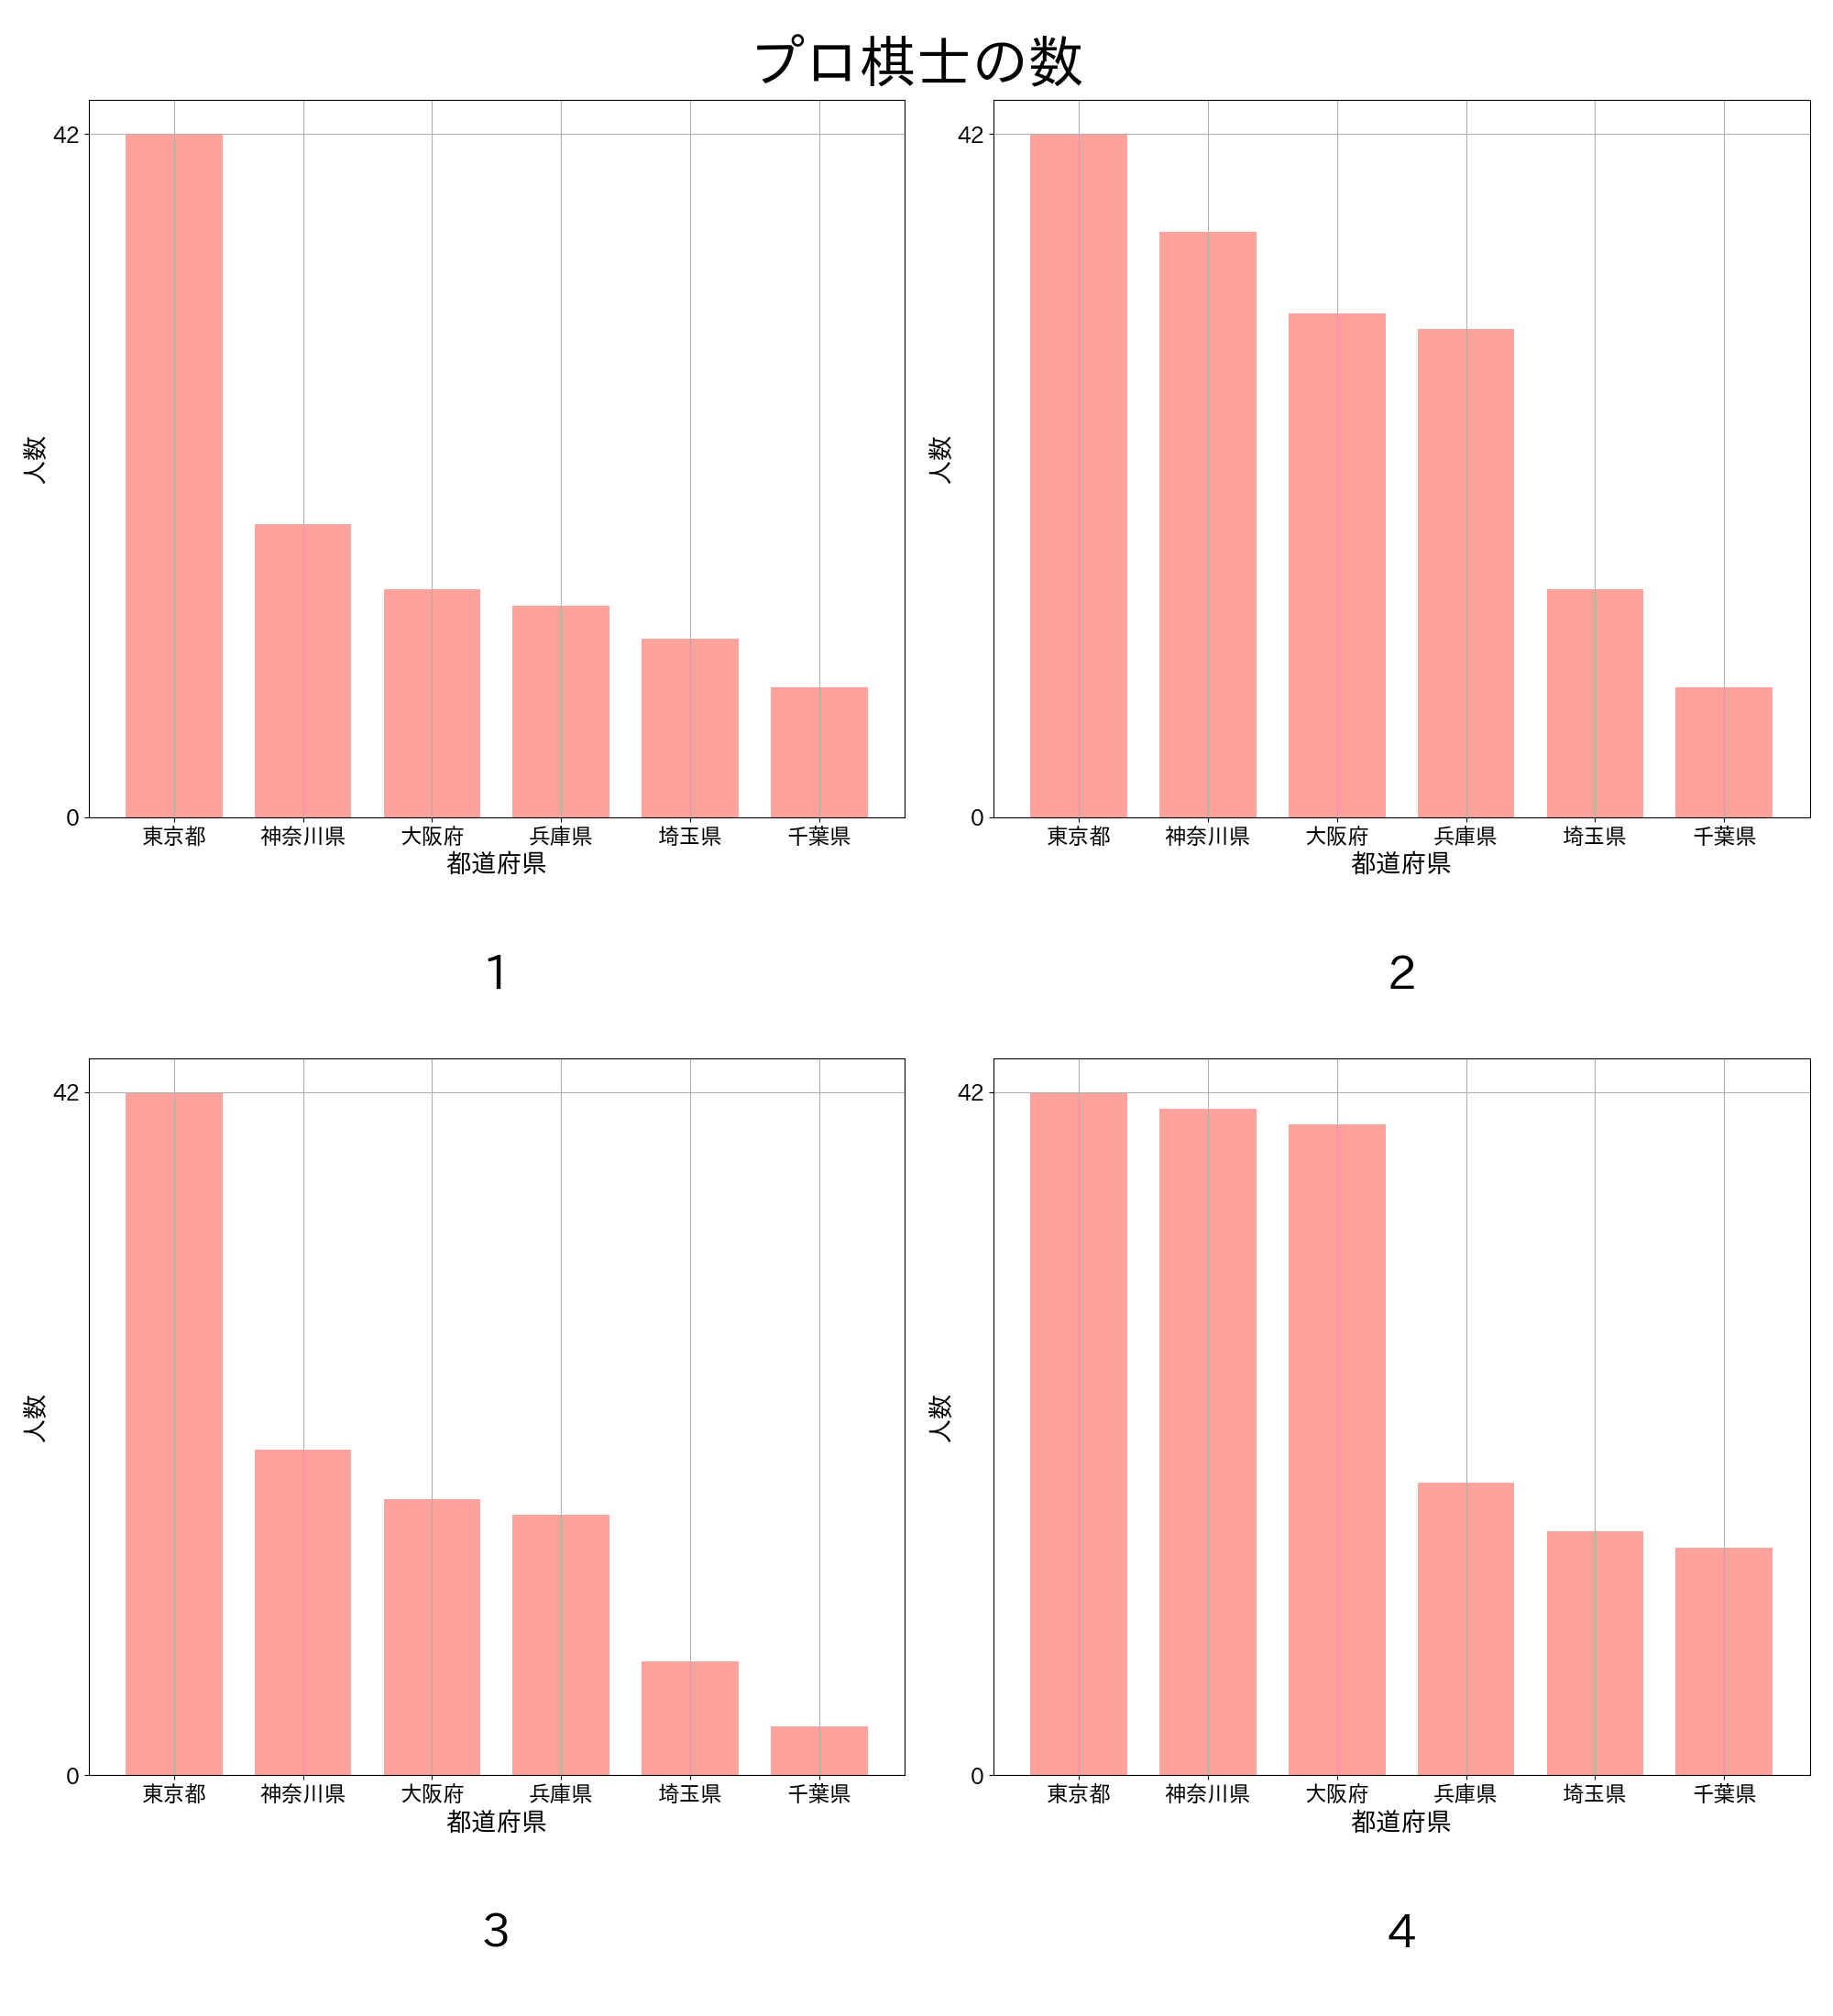 プロ棋士の数
42
0
人数
東京都 神奈川県 大阪府 兵庫県 埼玉県 千葉県
都道府県
1
42
0
人数
東京都 神奈川県 大阪府 兵庫県 埼玉県 千葉県
都道府県
2
42
0
人数
東京都 神奈川県 大阪府 兵庫県 埼玉県 千葉県
都道府県
3
42
0
人数
東京都 神奈川県 大阪府 兵庫県 埼玉県 千葉県
都道府県
4